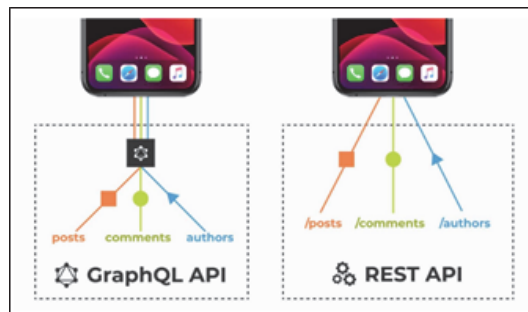 posts comments authors
GraphQL API
/posts /comments /authors
REST API